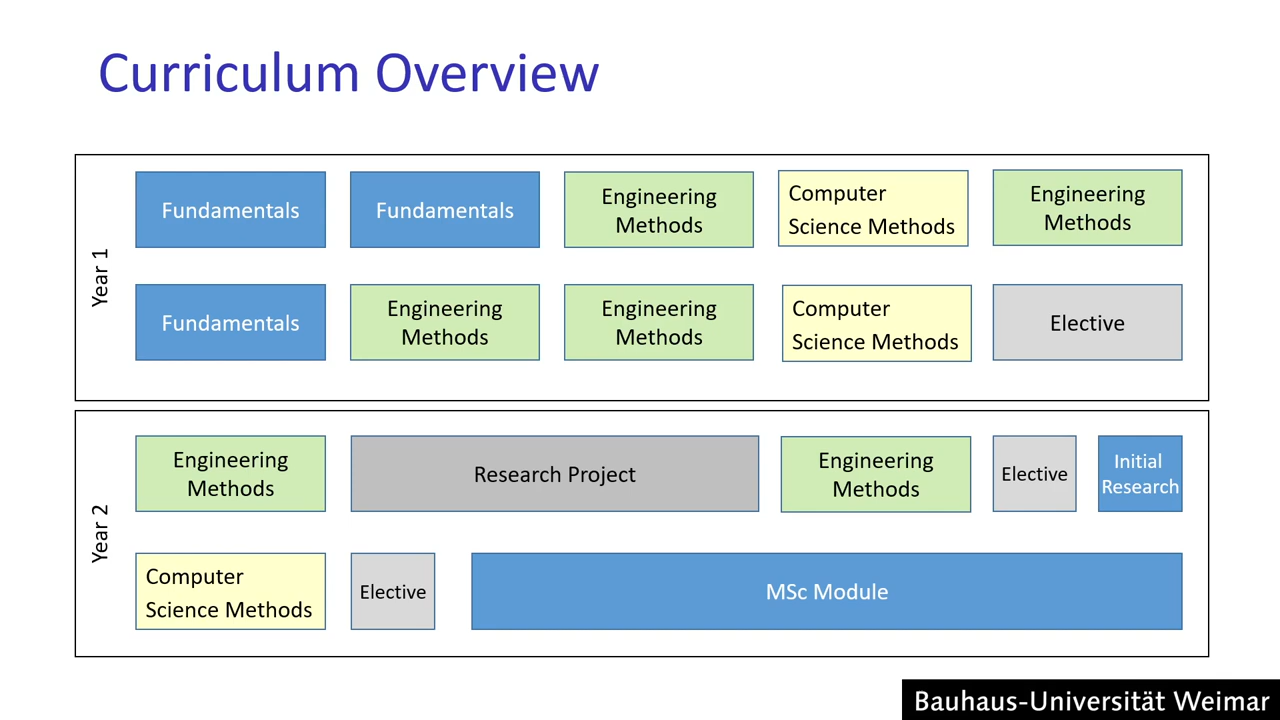 Curriculum Overview
Year 1
Fundamentals
Fundamentals
Engineering
Methods
Computer
Science Methods
Engineering
Methods
Fundamentals
Engineering
Methods
Engineering
Methods
Computer
Science Methods
Elective
Year 2
Engineering
Methods
Research Project
Engineering
Methods
Elective
Initial
Research
Computer
Science Methods
Elective
MSc Module
Bauhaus-Universität Weimar